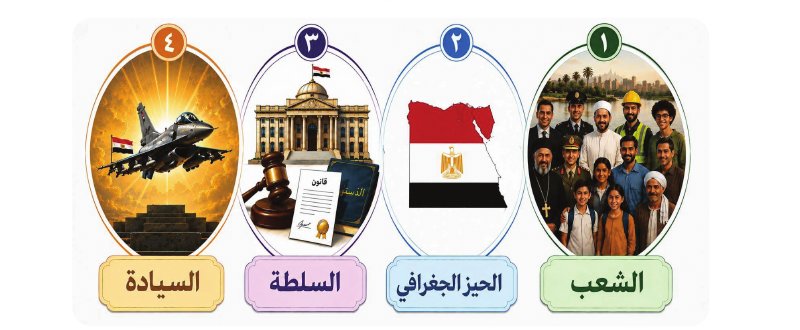 ١
الشعب
٢
الحيز الجغرافي
٣
قانون
السلطة
٤
السيادة